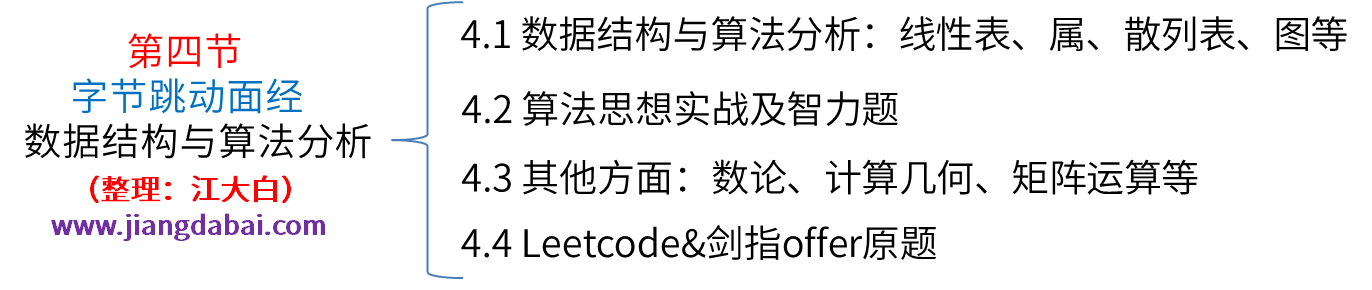 第四节
字节跳动面经
数据结构与算法分析
（整理：江大白）
www.jiangdabai.com
4.1 数据结构与算法分析：线性表、属、散列表、图等
4.2 算法思想实战及智力题
4.3 其他方面：数论、计算几何、矩阵运算等
4.4 Leetcode&剑指offer原题